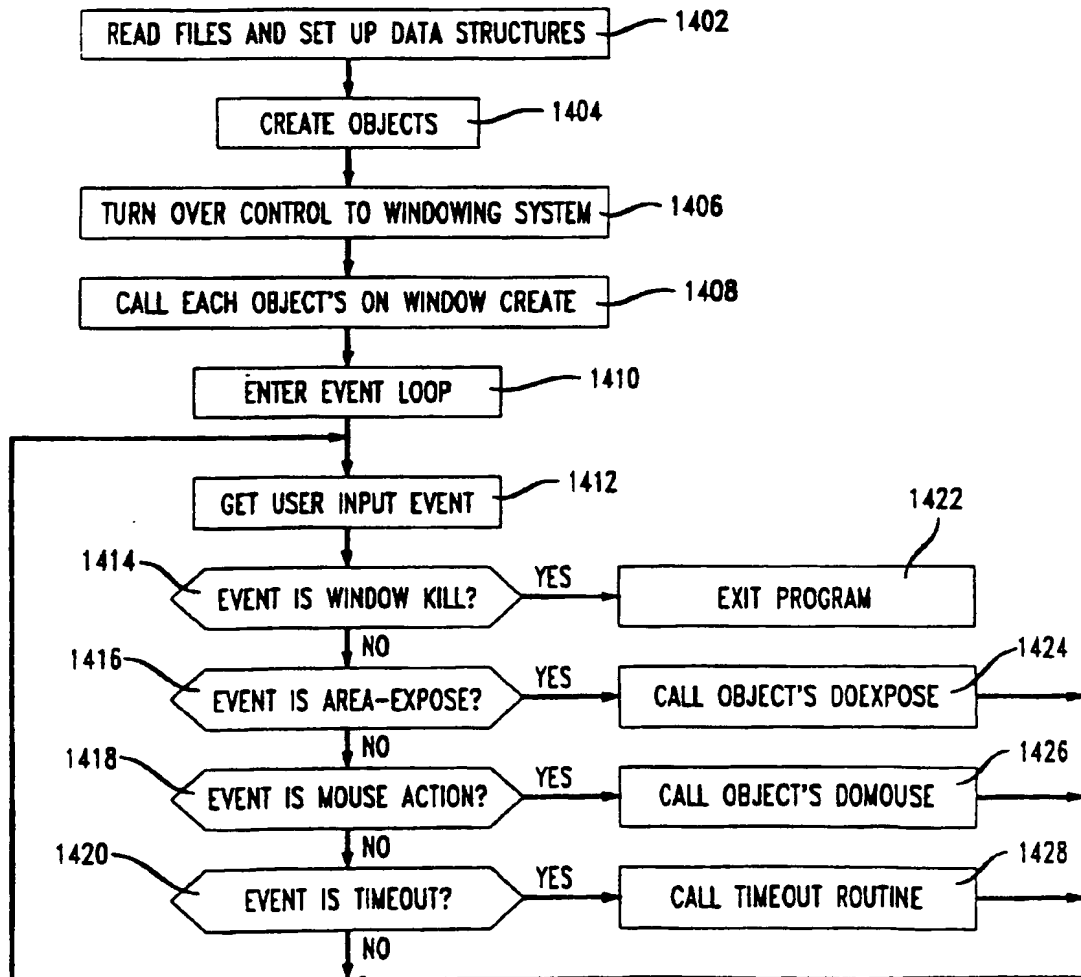 READ FILES AND SET UP DATA STRUCTURES
1402
CREATE OBJECTS
1404
TURN OVER CONTROL TO WINDOWING SYSTEM
1406
CALL EACH OBJECT'S ON WINDOW CREATE
1408
ENTER EVENT LOOP
1410
GET USER INPUT EVENT
1412
1414
EVENT IS WINDOW KILL?
YES
EXIT PROGRAM
1422
NO
1416
EVENT IS AREA-EXPOSE?
YES
CALL OBJECT'S DOEXPOSE
1424
NO
1418
EVENT IS MOUSE ACTION?
YES
CALL OBJECT'S DOMOUSE
1426
NO
1420
EVENT IS TIMEOUT?
YES
CALL TIMEOUT ROUTINE
1428
NO